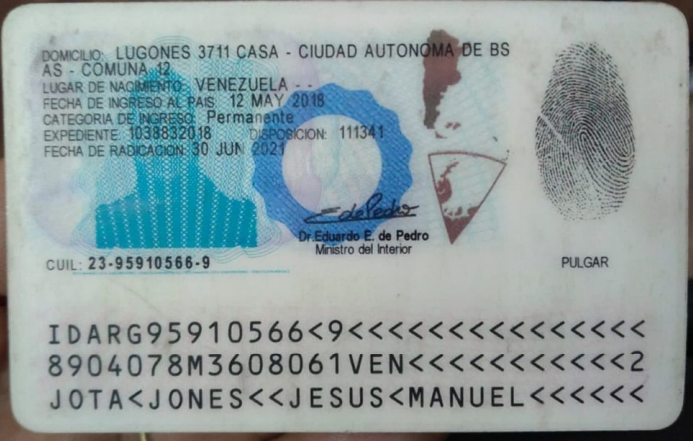 DOMICILIO: LUGONES 3711 CASA - CIUDAD AUTONOMA DE BS
AS - COMUNA 12
LUGAR DE NACIMIENTO: VENEZUELA - -
FECHA DE INGRESO AL PAIS: 12 MAY 2018
CATEGORIA DE INGRESO: Permanente
EXPEDIENTE: 1038832018 DISPOSICION: 111341
FECHA DE RADICACION: 30 JUN 2021
Dr. Eduardo E. de Pedro
Ministro del Interior
CUIL: 23-95910566-9
PULGAR
IDARG95910566<9<<<<<<<<<<<<<<<
8904078M3608061VEN<<<<<<<<<<<2
JOTA<JONES<<JESUS<MANUEL<<<<<<